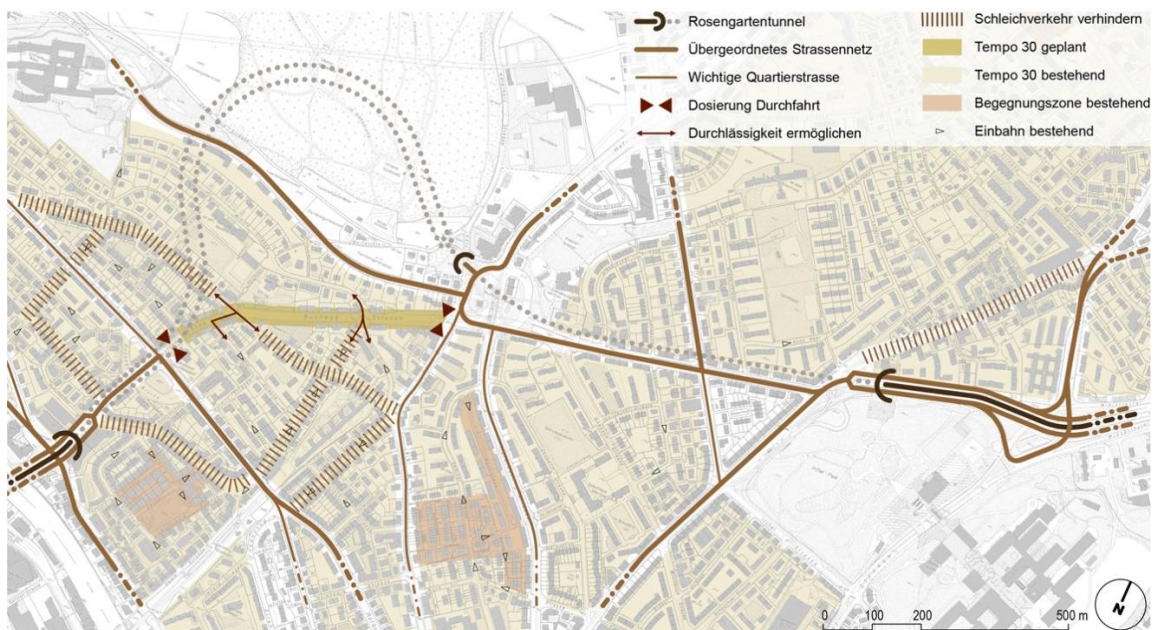 Rosengartentunnel
Übergeordnetes Strassennetz
Wichtige Quartierstrasse
Dosierung Durchfahrt
Durchlässigkeit ermöglichen
Schleichverkehr verhindern
Tempo 30 geplant
Tempo 30 bestehend
Begegnungszone bestehend
Einbahn bestehend
0 100 200 500 m
N